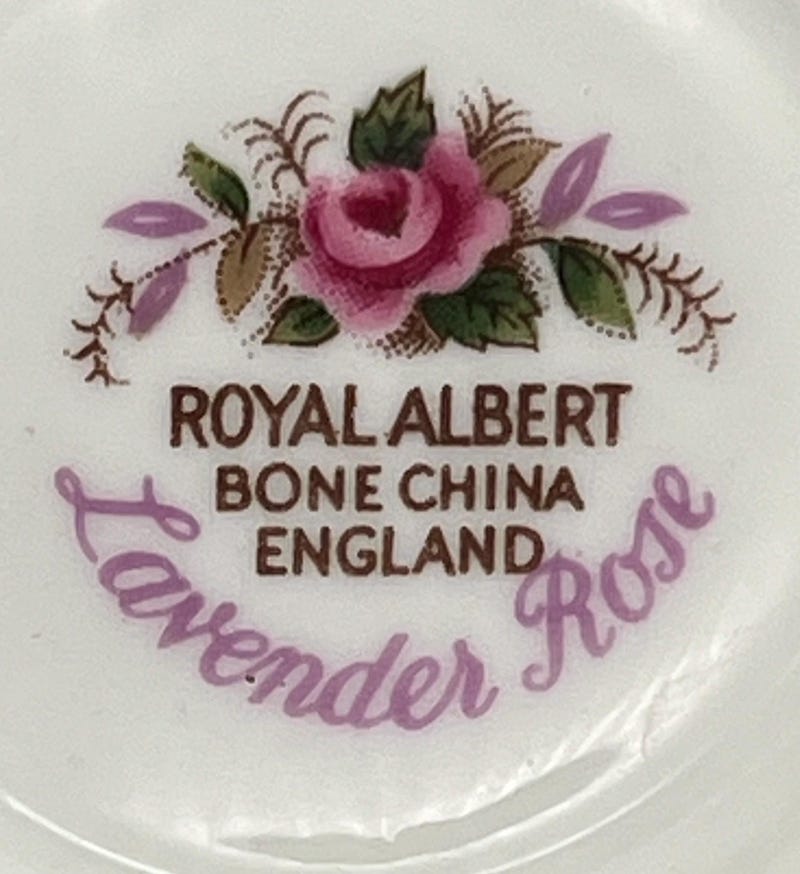 ROYAL ALBERT
BONE CHINA
ENGLAND
Lavender Rose